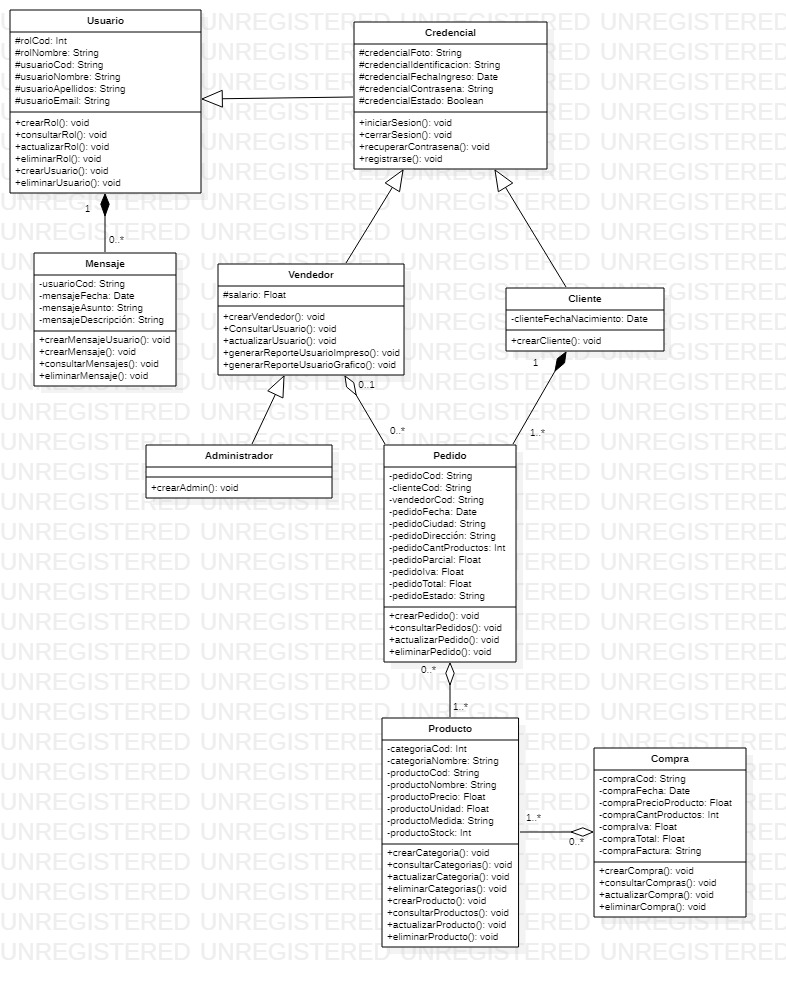 Usuario
#rolCod: Int
#rolNombre: String
#usuarioCod: String
#usuarioNombre: String
#usuarioApellidos: String
#usuarioEmail: String
+crearRol(): void
+consultarRol(): void
+actualizarRol(): void
+eliminarRol(): void
+crearUsuario(): void
+eliminarUsuario(): void
Credencial
#credencialFoto: String
#credencialIdentificacion: String
#credencialFechaIngreso: Date
#credencialContrasena: String
#credencialEstado: Boolean
+iniciarSesion(): void
+cerrarSesion(): void
+recuperarContrasena(): void
+registrarse(): void
1
0..*
Mensaje
-usuarioCod: String
-mensajeFecha: Date
-mensajeAsunto: String
-mensajeDescripción: String
+crearMensajeUsuario(): void
+crearMensaje(): void
+consultarMensajes(): void
+eliminarMensaje(): void
Vendedor
#salario: Float
+crearVendedor(): void
+ConsultarUsuario(): void
+actualizarUsuario(): void
+generarReporteUsuarioImpreso(): void
+generarReporteUsuarioGrafico(): void
Cliente
-clienteFechaNacimiento: Date
+crearCliente(): void
0..1
0..*
1
1..*
Administrador
+crearAdmin(): void
Pedido
-pedidoCod: String
-clienteCod: String
-vendedorCod: String
-pedidoFecha: Date
-pedidoCiudad: String
-pedidoDirección: String
-pedidoCantProductos: Int
-pedidoParcial: Float
-pedidoIva: Float
-pedidoTotal: Float
-pedidoEstado: String
+crearPedido(): void
+consultarPedidos(): void
+actualizarPedido(): void
+eliminarPedido(): void
0..*
1..*
Producto
-categoriaCod: Int
-categoriaNombre: String
-productoCod: String
-productoNombre: String
-productoPrecio: Float
-productoUnidad: Float
-productoMedida: String
-productoStock: Int
+crearCategoria(): void
+consultarCategorias(): void
+actualizarCategoria(): void
+eliminarCategorias(): void
+crearProducto(): void
+consultarProductos(): void
+actualizarProducto(): void
+eliminarProducto(): void
1..*
0..*
Compra
-compraCod: String
-compraFecha: Date
-compraPrecioProducto: Float
-compraCantProductos: Int
-compraIva: Float
-compraTotal: Float
-compraFactura: String
+crearCompra(): void
+consultarCompras(): void
+actualizarCompra(): void
+eliminarCompra(): void
UNREGISTERED